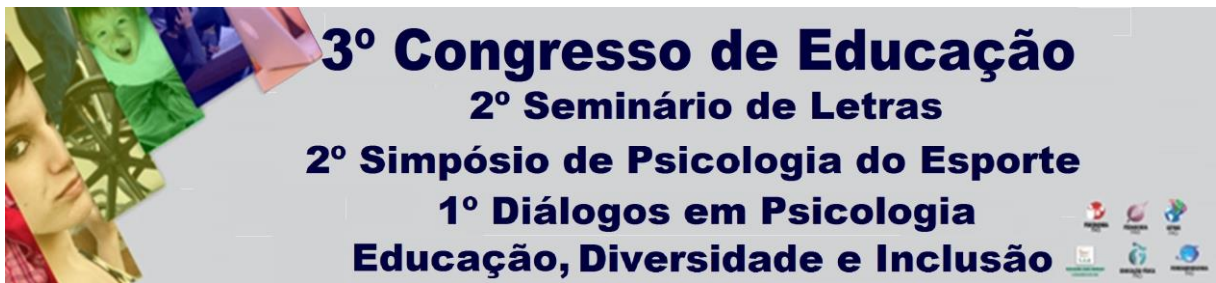 3º Congresso de Educação
2º Seminário de Letras
2º Simpósio de Psicologia do Esporte
1º Diálogos em Psicologia
Educação, Diversidade e Inclusão